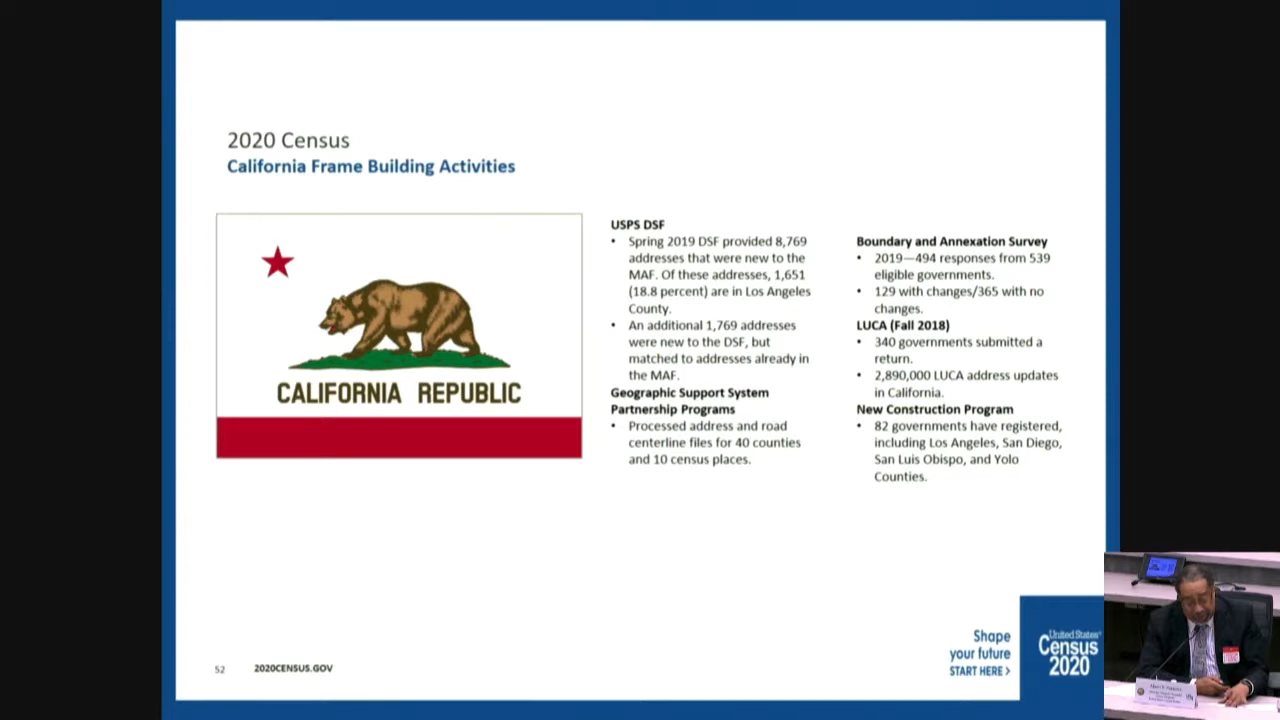 2020 Census
California Frame Building Activities
CALIFORNIA REPUBLIC
USPS DSF
• Spring 2019 DSF provided 8,769
addresses that were new to the
MAF. Of these addresses, 1,651
(18.8 percent) are in Los Angeles
County.
• An additional 1,769 addresses
were new to the DSF, but
matched to addresses already in
the MAF.
Geographic Support System
Partnership Programs
• Processed address and road
centerline files for 40 counties
and 10 census places.
Boundary and Annexation Survey
• 2019—494 responses from 539
eligible governments.
• 129 with changes/365 with no
changes.
LUCA (Fall 2018)
• 340 governments submitted a
return.
• 2,890,000 LUCA address updates
in California.
New Construction Program
• 82 governments have registered,
including Los Angeles, San Diego,
San Luis Obispo, and Yolo
Counties.
52
2020CENSUS.GOV
Shape
your future
START HERE >
United States®
Census
2020